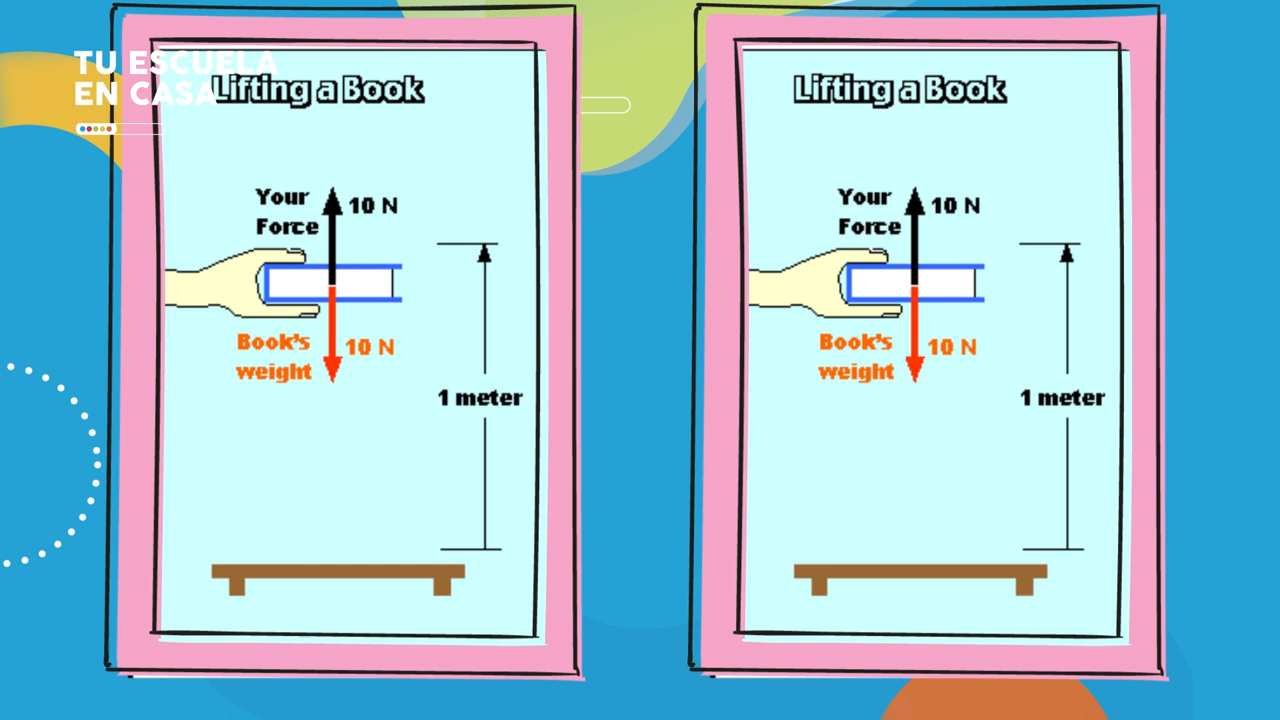 TU ESCUELA
EN CASA
Lifting a Book
Your
Force
10 N
Book's
weight
10 N
1 meter
Lifting a Book
Your
Force
10 N
Book's
weight
10 N
1 meter